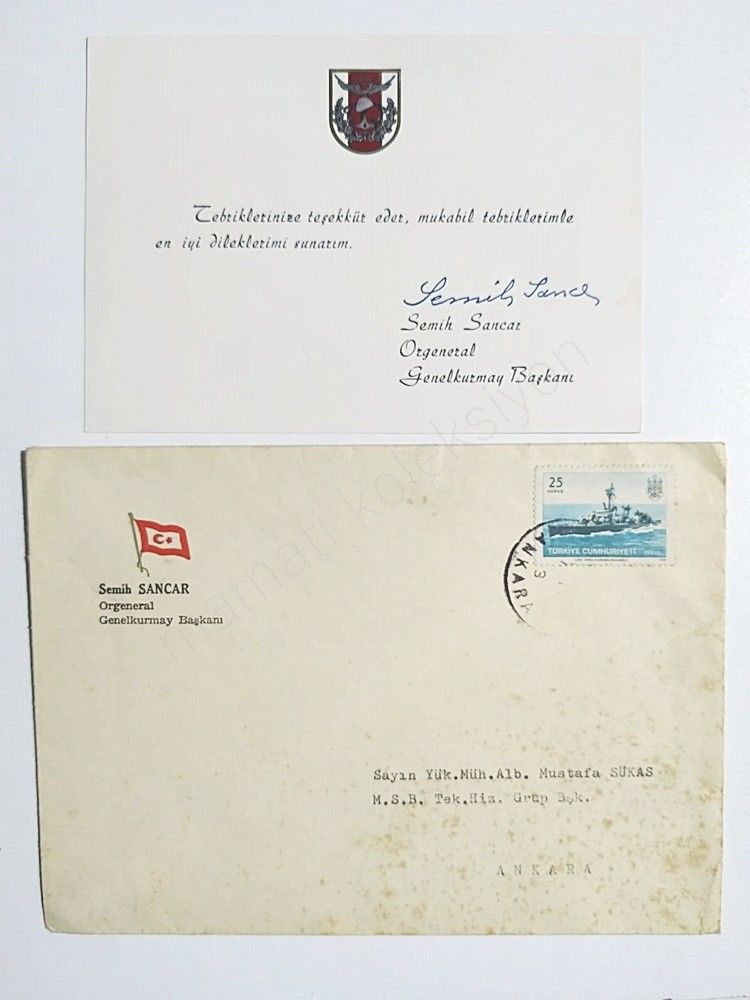 Tebriklerinize teşekkür eder, mukabil tebriklerimle
en iyi dileklerimi sunarım.
Semih Sancar
Semih Sancar
Orgeneral
Genelkurmay Başkanı
25
KURUŞ
TÜRKİYE CUMHURİYETİ
ANKARA
Semih SANCAR
Orgeneral
Genelkurmay Başkanı
Sayın Yük.Müh.Alb. Mustafa SÜKAS
M.S.B. Tek.Hiz. Grup Bşk.
ANKARA